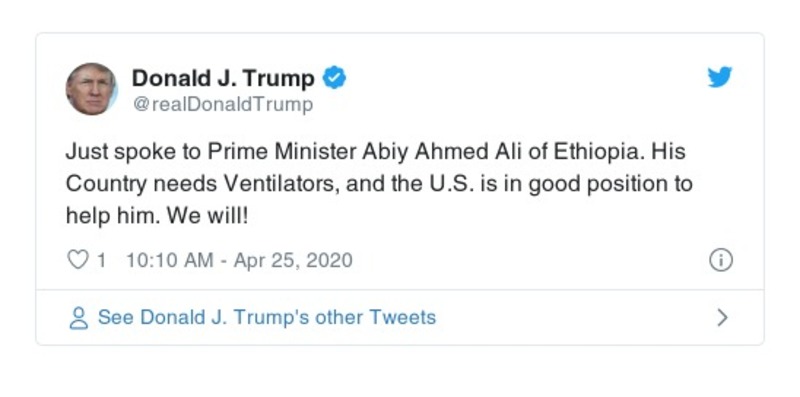 Donald J. Trump
@realDonaldTrump
Just spoke to Prime Minister Abiy Ahmed Ali of Ethiopia. His
Country needs Ventilators, and the U.S. is in good position to
help him. We will!
1 10:10 AM - Apr 25, 2020
See Donald J. Trump's other Tweets